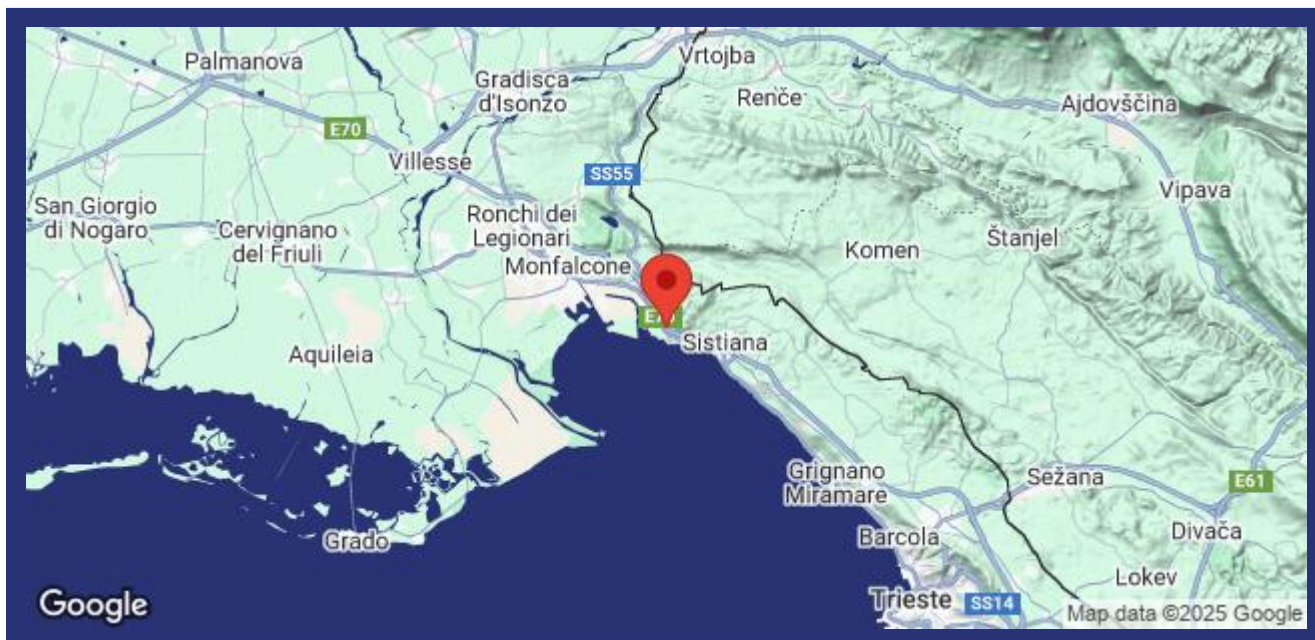 Vrtojba
Palmanova
Gradisca
d'Isonzo
Renče
Ajdovščina
E70
Villesse
SS55
Vipava
San Giorgio
di Nogaro
Cervignano
del Friuli
Ronchi dei
Legionari
Monfalcone
Komen
Štanjel
Sistiana
Aquileia
Grignano
Miramare
Sežana
E61
Barcola
Divača
Grado
Lokev
Trieste
SS14
Google
Map data ©2025 Google